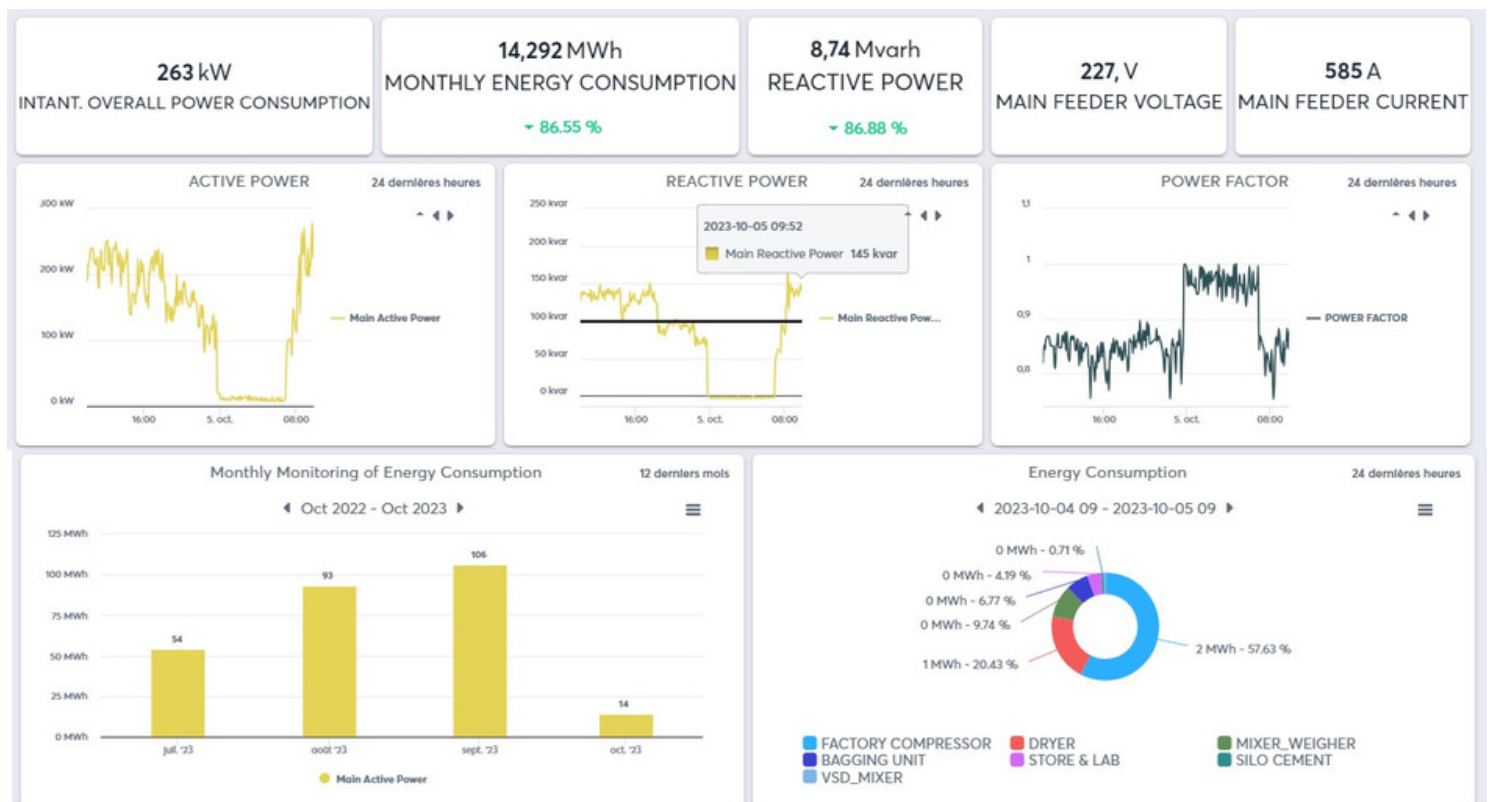 263 kW
INTANT. OVERALL POWER CONSUMPTION
14,292 MWh
MONTHLY ENERGY CONSUMPTION
86.55 %
8,74 Mvarh
REACTIVE POWER
86.88 %
227, V
MAIN FEEDER VOLTAGE
585 A
MAIN FEEDER CURRENT
ACTIVE POWER
24 dernières heures
300 kW
200 kW
100 kW
0 kW
16:00
5. oct.
08:00
Main Active Power
REACTIVE POWER
24 dernières heures
250 kvar
200 kvar
150 kvar
100 kvar
50 kvar
0 kvar
2023-10-05 09:52
Main Reactive Power 145 kvar
16:00
5. oct.
08:00
Main Reactive Pow...
POWER FACTOR
24 dernières heures
1,1
1
0,9
0,8
16:00
5. oct.
08:00
POWER FACTOR
Monthly Monitoring of Energy Consumption
12 derniers mois
Oct 2022 - Oct 2023
125 MWh
100 MWh
75 MWh
50 MWh
25 MWh
0 MWh
54
93
106
14
juil. '23
août '23
sept. '23
oct. '23
Main Active Power
Energy Consumption
24 dernières heures
2023-10-04 09 - 2023-10-05 09
0 MWh - 0.71 %
0 MWh - 4.19 %
0 MWh - 6.77 %
0 MWh - 9.74 %
1 MWh - 20.43 %
2 MWh - 57.63 %
FACTORY COMPRESSOR
DRYER
MIXER_WEIGHER
BAGGING UNIT
STORE & LAB
SILO CEMENT
VSD_MIXER